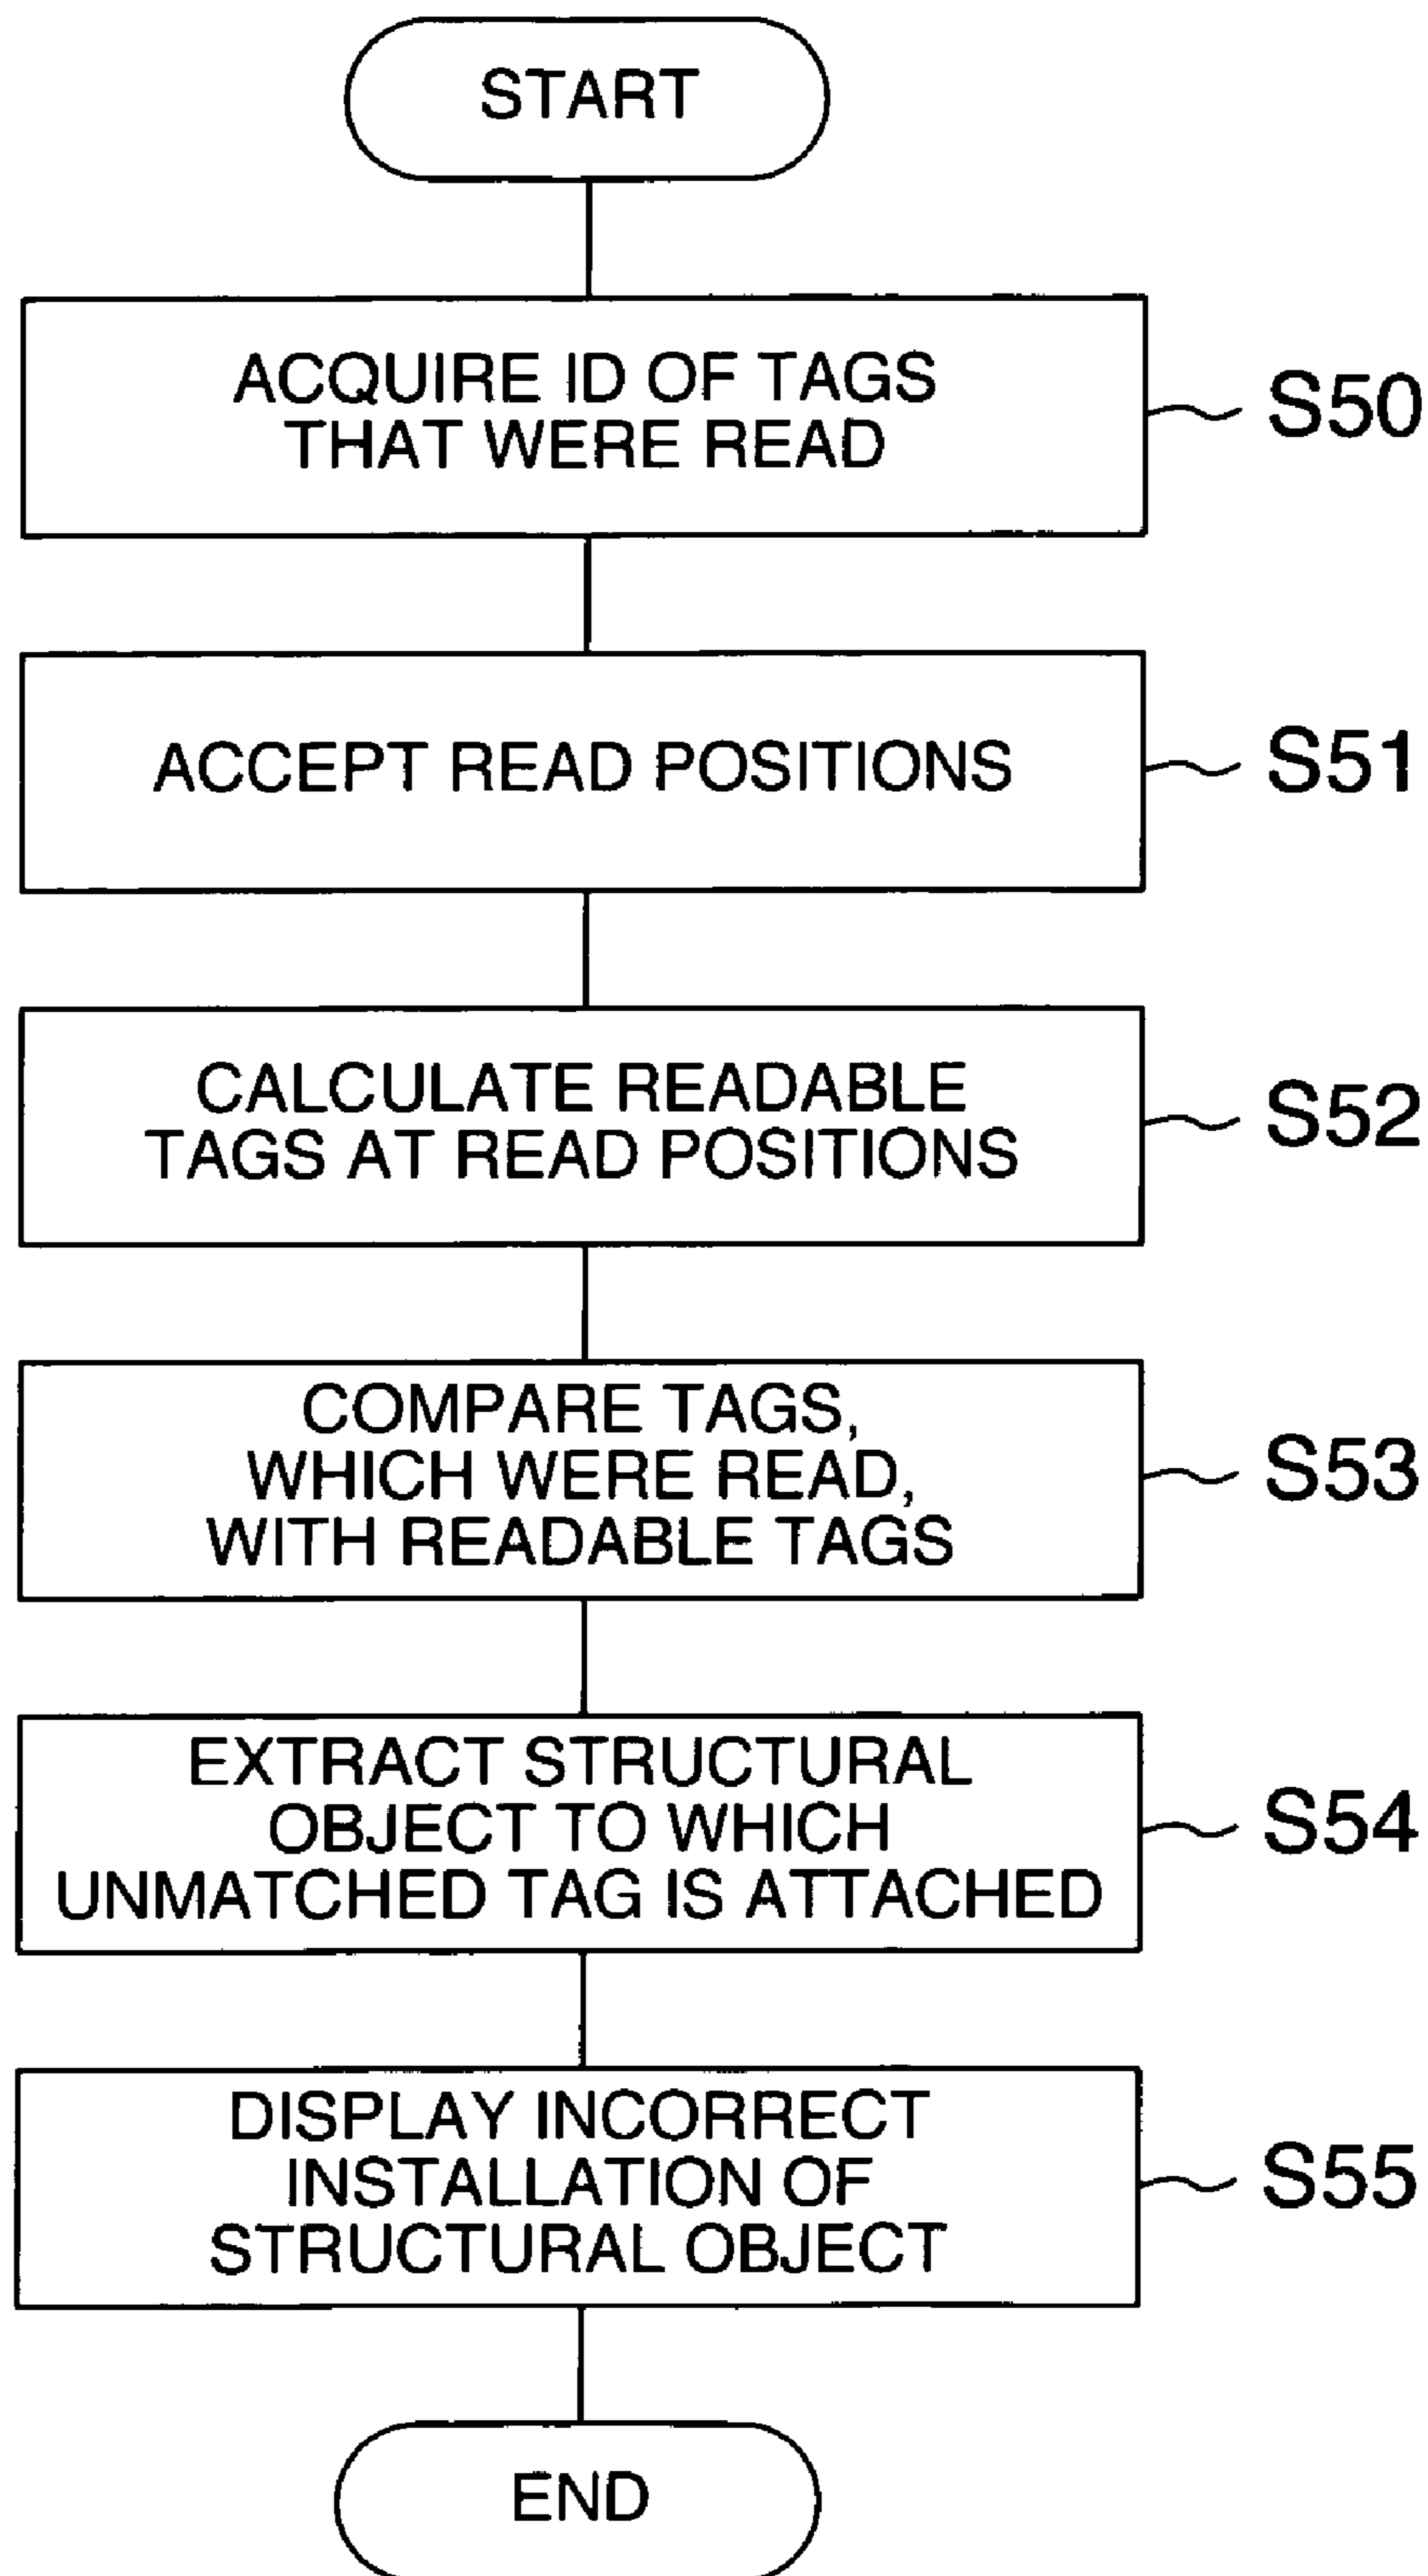 START
ACQUIRE ID OF TAGS
THAT WERE READ
S50
ACCEPT READ POSITIONS
S51
CALCULATE READABLE
TAGS AT READ POSITIONS
S52
COMPARE TAGS,
WHICH WERE READ,
WITH READABLE TAGS
S53
EXTRACT STRUCTURAL
OBJECT TO WHICH
UNMATCHED TAG IS ATTACHED
S54
DISPLAY INCORRECT
INSTALLATION OF
STRUCTURAL OBJECT
S55
END